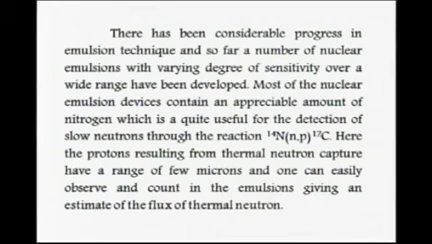 There has been considerable progress in
emulsion technique and so far a number of nuclear
emulsions with varying degree of sensitivity over a
wide range have been developed. Most of the nuclear
emulsion devices contain an appreciable amount of
nitrogen which is a quite useful for the detection of
slow neutrons through the reaction ¹⁴N(n,p)¹²C. Here
the protons resulting from thermal neutron capture
have a range of few microns and one can easily
observe and count in the emulsions giving an
estimate of the flux of thermal neutron.